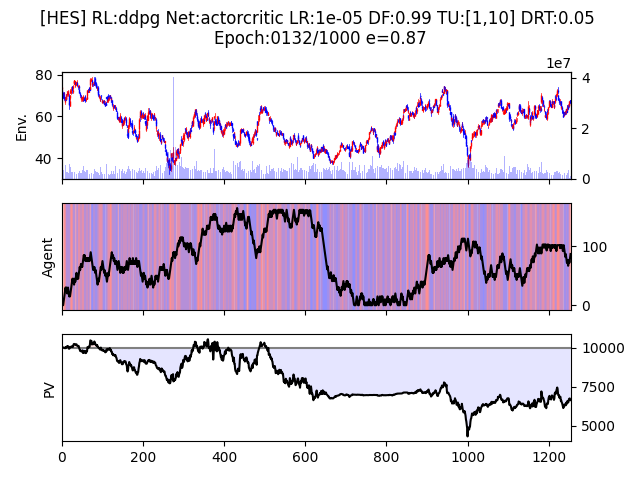 [HES] RL:ddpg Net:actorcritic LR:1e-05 DF:0.99 TU:[1,10] DRT:0.05
Epoch:0132/1000 e=0.87
1e7
80
60
40
Env.
4
2
0
Agent
100
0
PV
10000
7500
5000
0 200 400 600 800 1000 1200